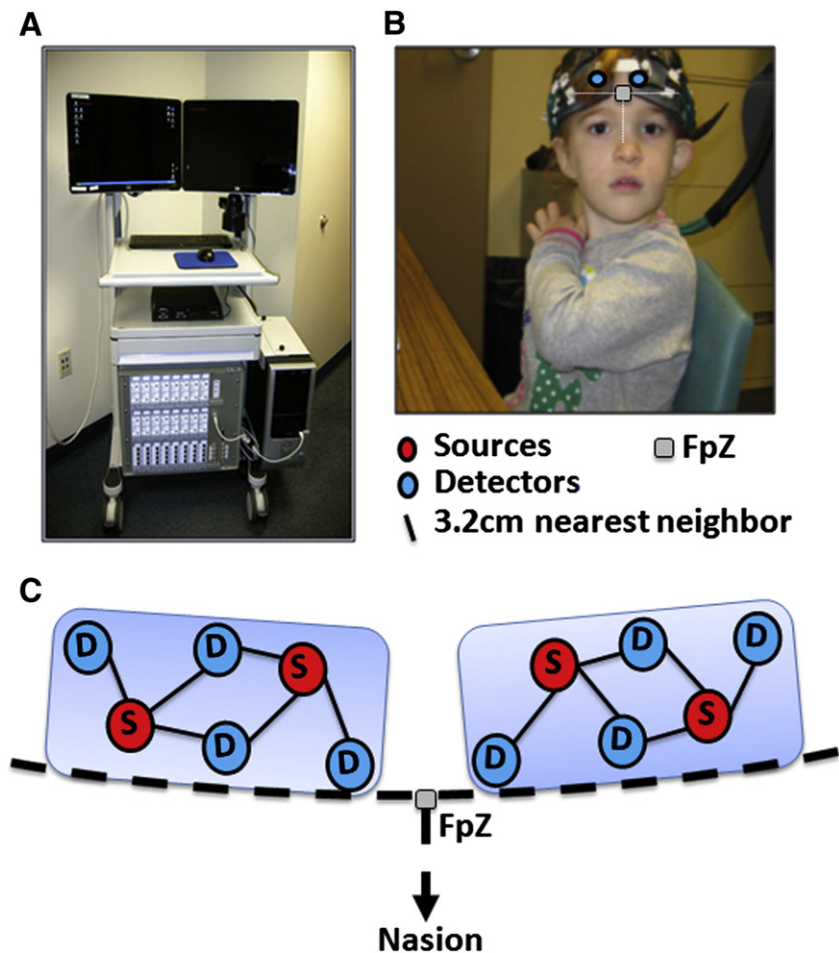 A
B
Sources
FpZ
Detectors
3.2cm nearest neighbor
C
D
D
S
S
D
D
S
D
D
S
D
D
FpZ
Nasion